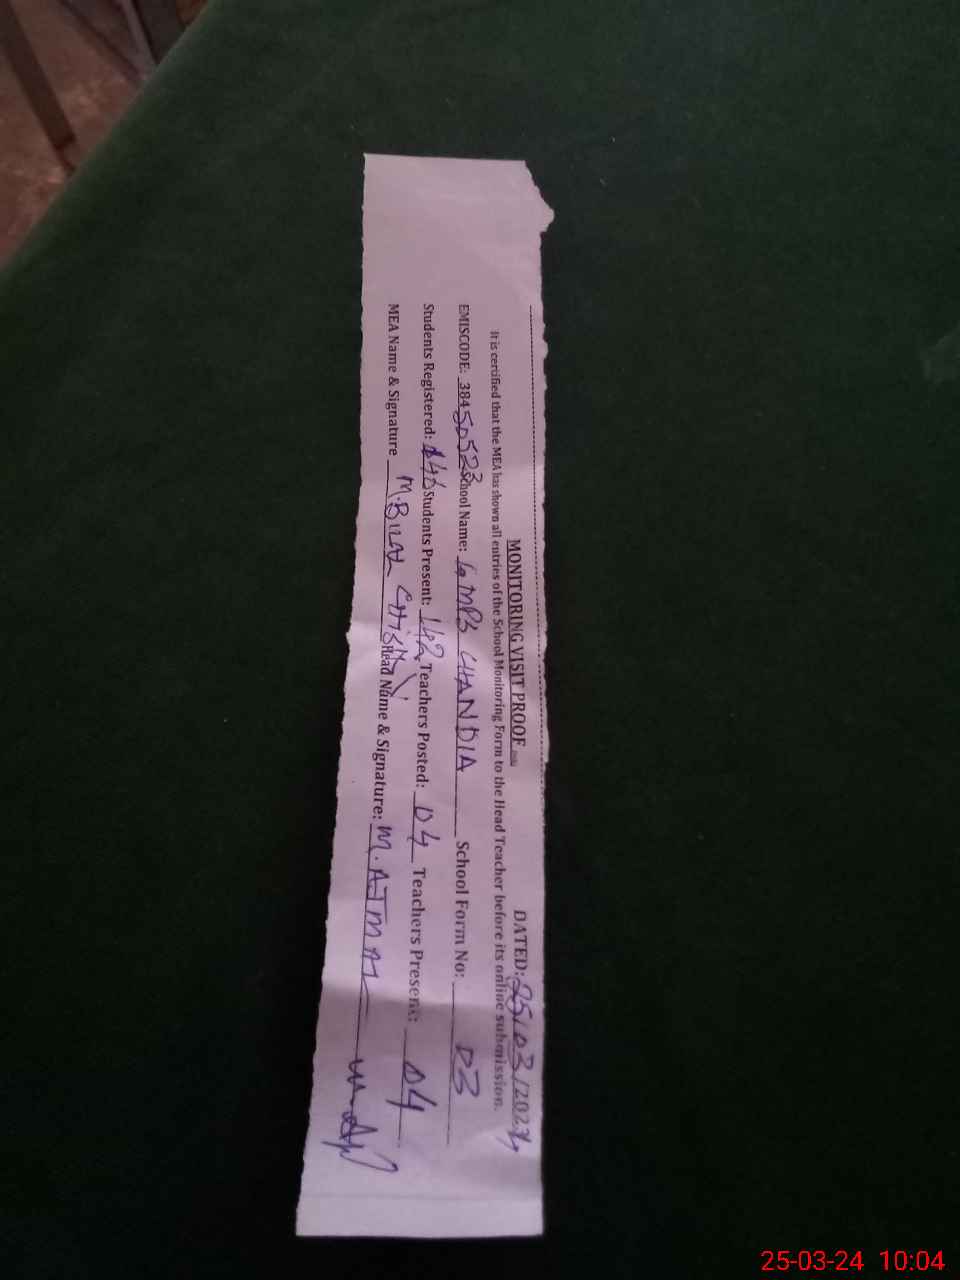 MONITORING VISIT PROOF DATED: 25/03/2024
It is certified that the MEA has shown all entries of the School Monitoring Form to the Head Teacher before its online submission.
EMISCODE: 38450523 School Name: GMPS CHANDIA School Form No: 03
Students Registered: Students Present: 142 Teachers Posted: 04 Teachers Present: 04
MEA Name & Signature M. BILAL CHISHTI Head Name & Signature: M. AJMAL
25-03-24 10:04